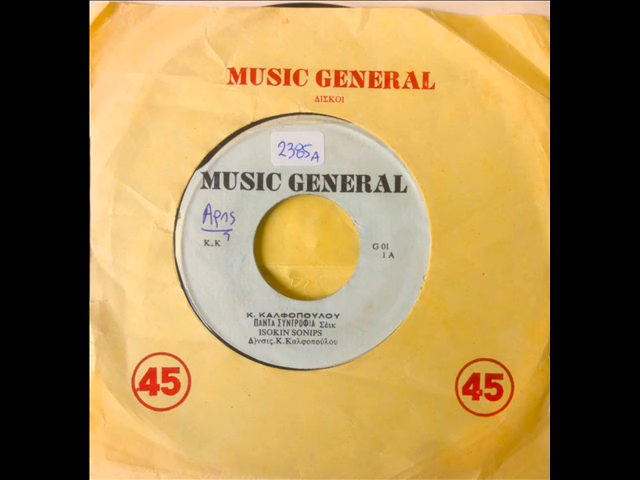 MUSIC GENERAL
ΔΙΣΚΟΙ
2385A
MUSIC GENERAL
Αρης
K..K
G 01
1 A
Κ. ΚΑΛΦΟΠΟΥΛΟΥ
ΠΑΝΤΑ ΣΥΝΤΡΟΦΙΑ Σέικ
ISOKIN SONIPS
Δ)νσις.Κ.Καλφοπούλου
45
45